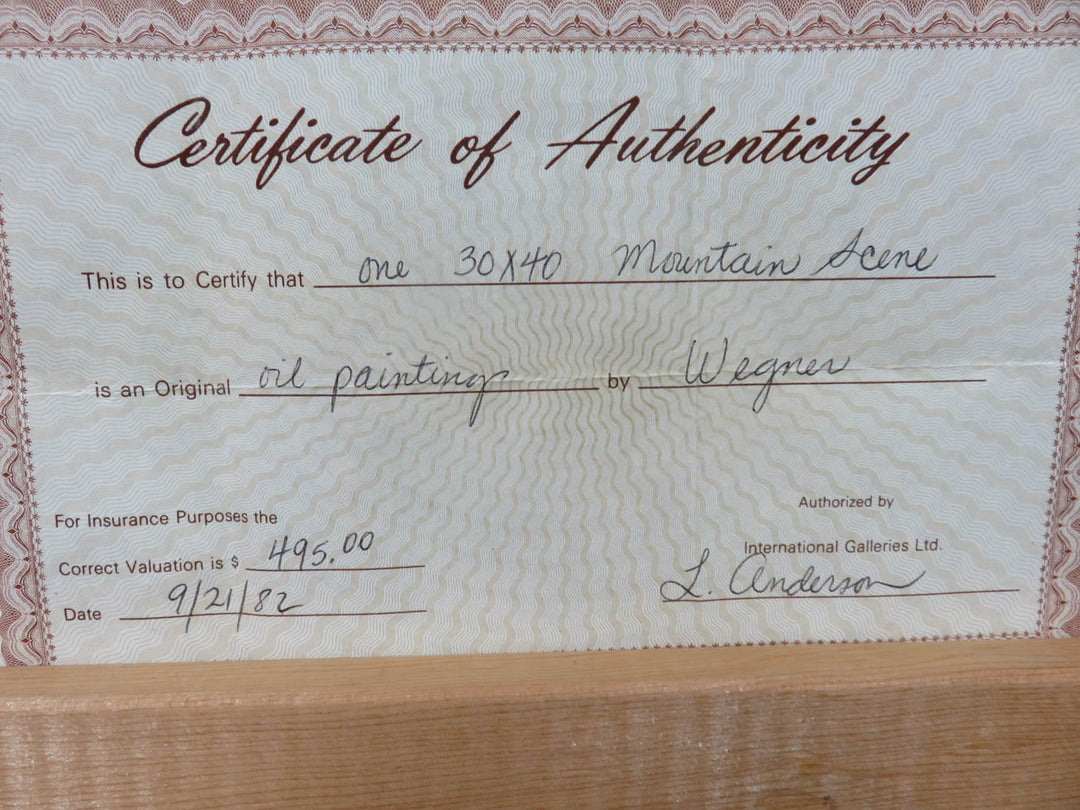 Certificate of Authenticity
This is to Certify that one 30X40 Mountain Scene
is an Original oil painting by Wegner
For Insurance Purposes the
Correct Valuation is $ 495.00
Date 9/21/82
Authorized by
International Galleries Ltd.
L. Anderson